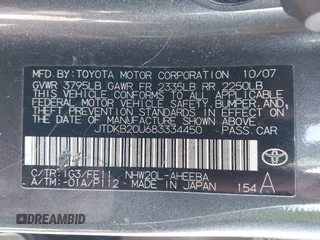 MFD.BY:TOYOTA MOTOR CORPORATION 10/07
GVWR 3795LB GAWR FR 2335LB RR 2250LB
THIS VEHICLE CONFORMS TO ALL APPLICABLE
FEDERAL MOTOR VEHICLE SAFETY, BUMPER, AND
THEFT PREVENTION STANDARDS IN EFFECT ON
THE DATE OF MANUFACTURE SHOWN ABOVE.
JTDKB20U683334450 PASS.CAR
C/TR:1G3/FE11 NHW20L-AHEEBA
A/TM:-01A/P112 MADE IN JAPAN 154 A
TOYOTA
DREAMBID